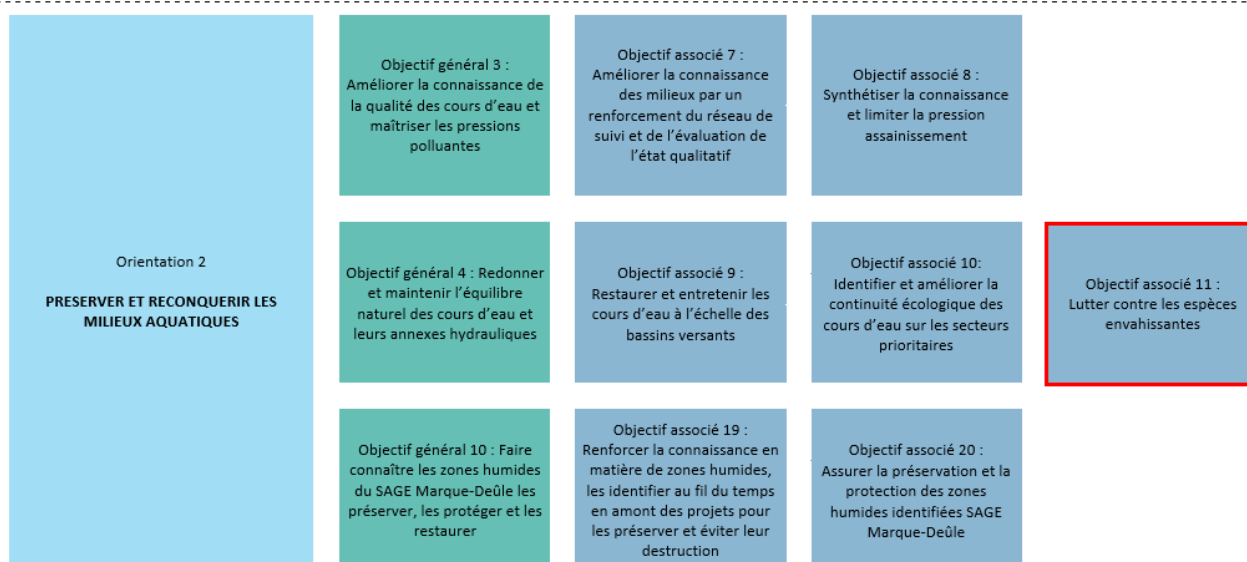 Orientation 2
PRESERVER ET RECONQUERIR LES
MILIEUX AQUATIQUES
Objectif général 3 :
Améliorer la connaissance de
la qualité des cours d'eau et
maîtriser les pressions
polluantes
Objectif associé 7 :
Améliorer la connaissance
des milieux par un
renforcement du réseau de
suivi et de l'évaluation de
l'état qualitatif
Objectif associé 8 :
Synthétiser la connaissance
et limiter la pression
assainissement
Objectif général 4 : Redonner
et maintenir l'équilibre
naturel des cours d'eau et
leurs annexes hydrauliques
Objectif associé 9 :
Restaurer et entretenir les
cours d'eau à l'échelle des
bassins versants
Objectif associé 10:
Identifier et améliorer la
continuité écologique des
cours d'eau sur les secteurs
prioritaires
Objectif associé 11 :
Lutter contre les espèces
envahissantes
Objectif général 10 : Faire
connaître les zones humides
du SAGE Marque-Deûle les
préserver, les protéger et les
restaurer
Objectif associé 19 :
Renforcer la connaissance en
matière de zones humides,
les identifier au fil du temps
en amont des projets pour
les préserver et éviter leur
destruction
Objectif associé 20 :
Assurer la préservation et la
protection des zones
humides identifiées SAGE
Marque-Deûle